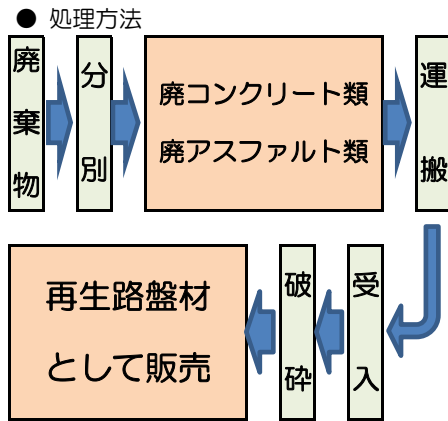 ● 処理方法
廃棄物
分別
廃コンクリート類
廃アスファルト類
運搬
受入
破砕
再生路盤材
として販売